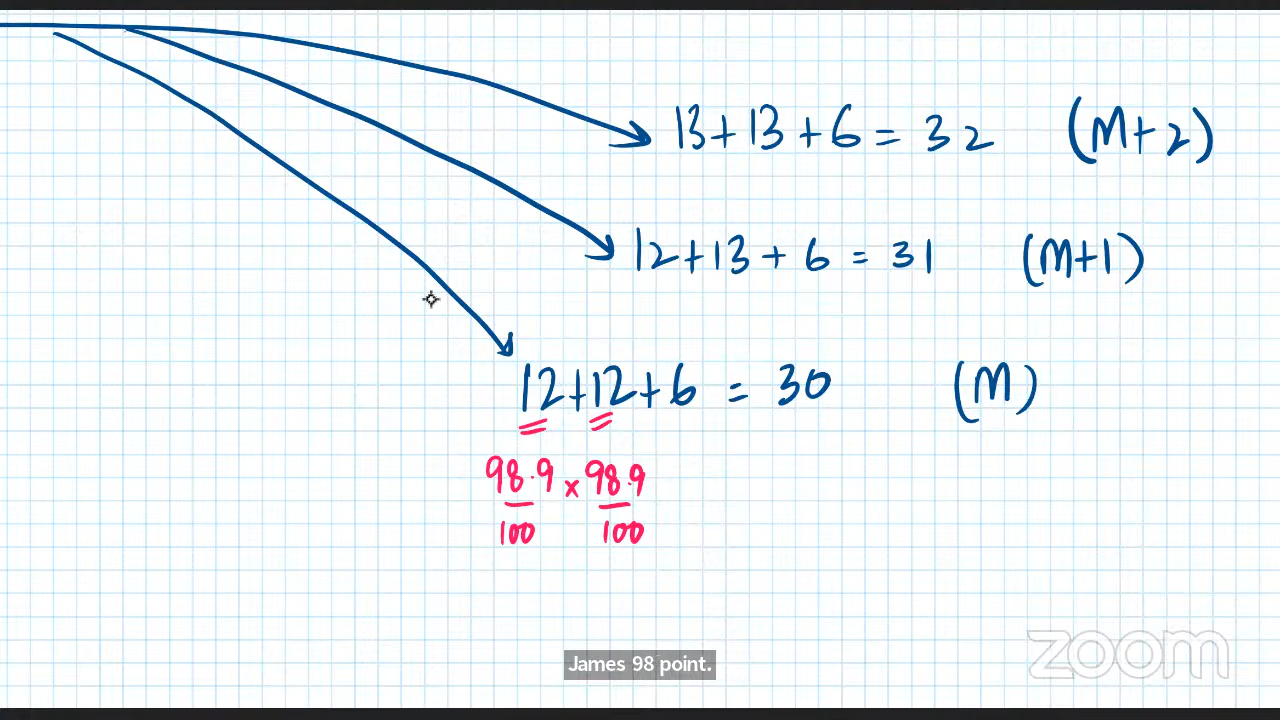 13+13+6=32 (M+2)
12+13+6=31 (M+1)
12+12+6=30 (M)
98.9/100 × 98.9/100
James 98 point.
zoom